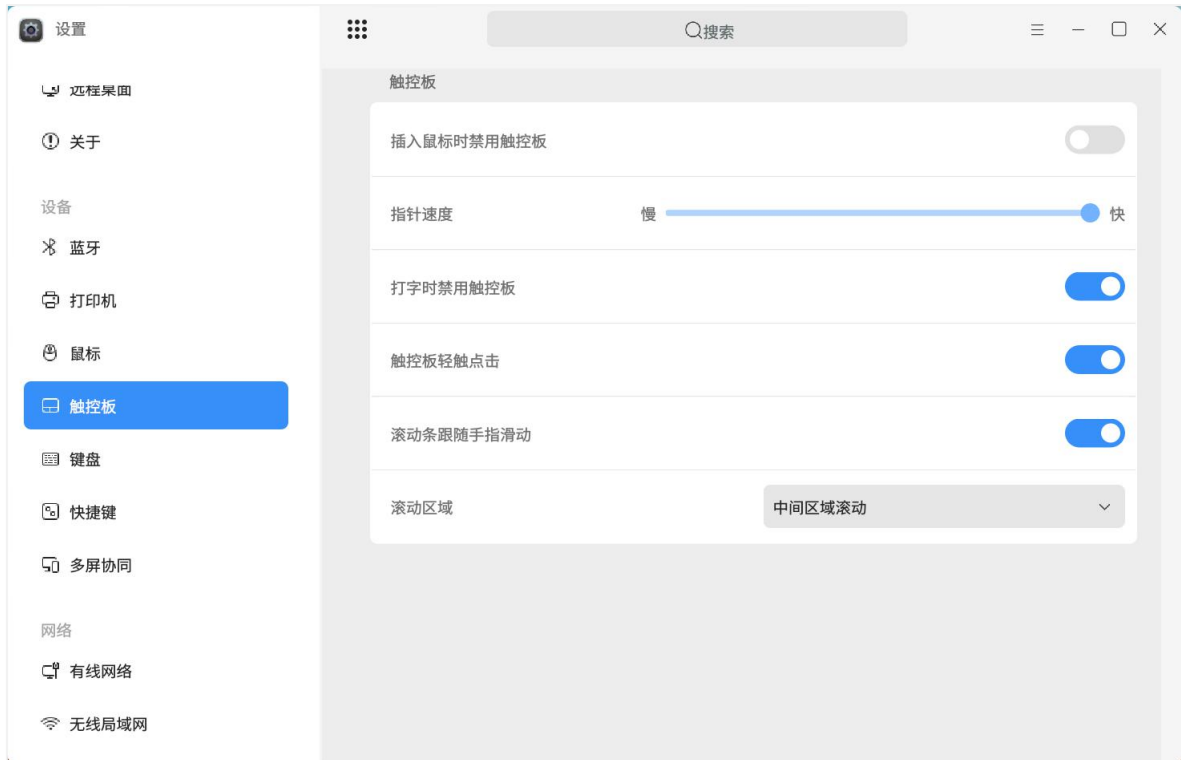 设置
搜索
远程桌面
关于
设备
蓝牙
打印机
鼠标
触控板
键盘
快捷键
多屏协同
网络
有线网络
无线局域网
触控板
插入鼠标时禁用触控板
指针速度 慢 快
打字时禁用触控板
触控板轻触点击
滚动条跟随手指滑动
滚动区域 中间区域滚动